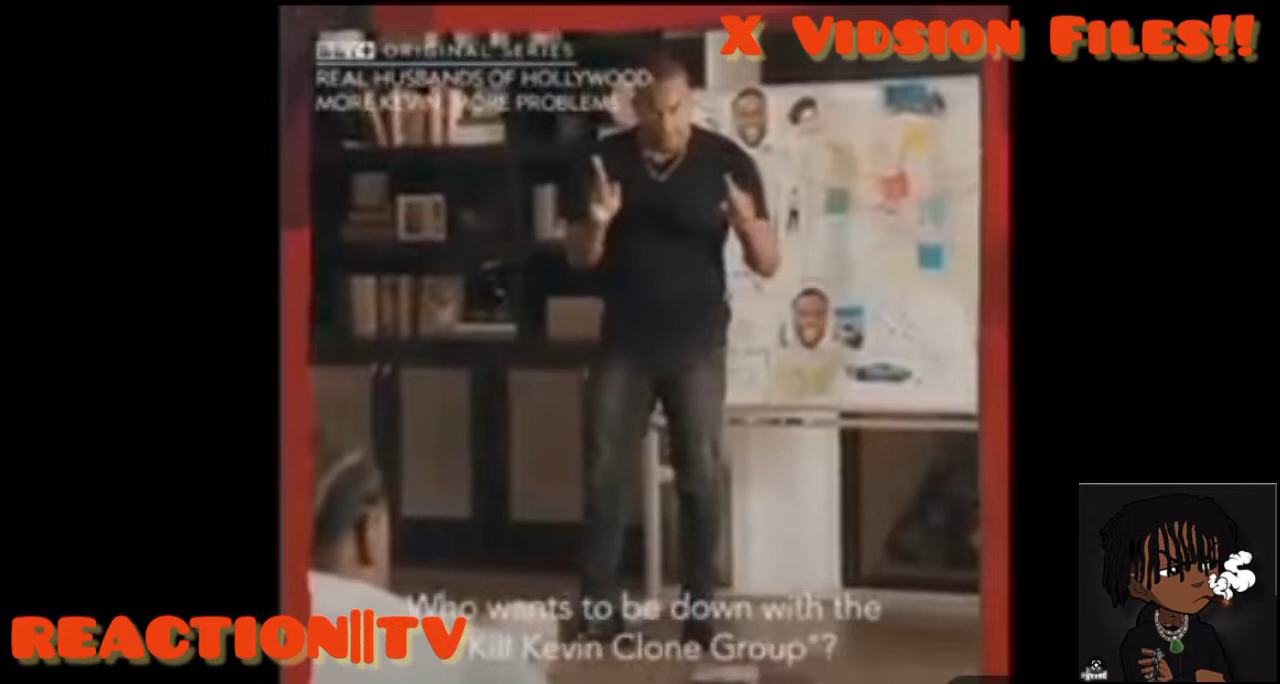 X Vidsion Files!!
BET+ ORIGINAL SERIES
REAL HUSBANDS OF HOLLYWOOD
MORE KEVIN, MORE PROBLEMS
Who wants to be down with the
"Kill Kevin Clone Group"?
REACTION||TV